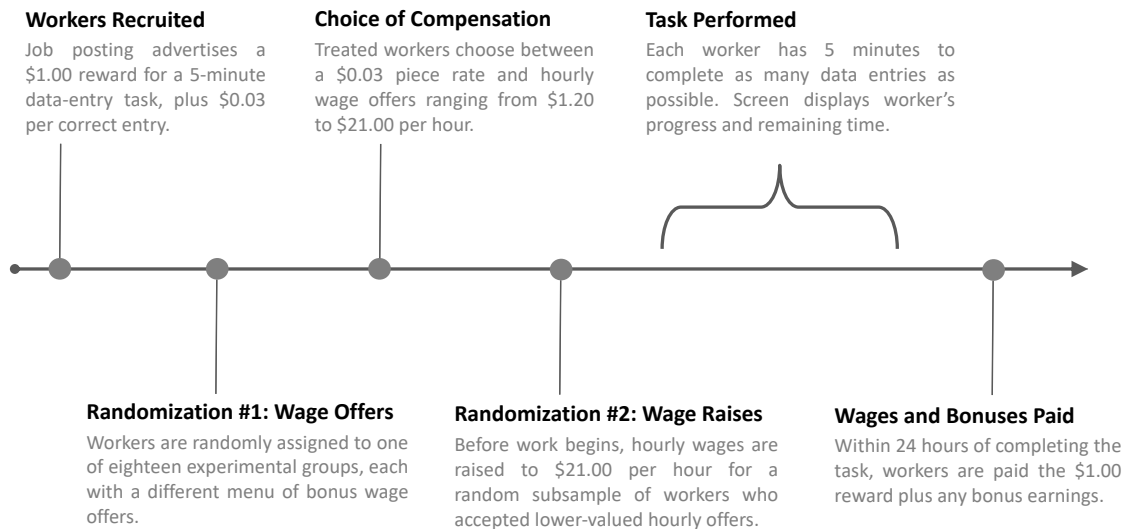 Workers Recruited
Job posting advertises a
$1.00 reward for a 5-minute
data-entry task, plus $0.03
per correct entry.
Choice of Compensation
Treated workers choose between
a $0.03 piece rate and hourly
wage offers ranging from $1.20
to $21.00 per hour.
Task Performed
Each worker has 5 minutes to
complete as many data entries as
possible. Screen displays worker's
progress and remaining time.
Randomization #1: Wage Offers
Workers are randomly assigned to one
of eighteen experimental groups, each
with a different menu of bonus wage
offers.
Randomization #2: Wage Raises
Before work begins, hourly wages are
raised to $21.00 per hour for a
random subsample of workers who
accepted lower-valued hourly offers.
Wages and Bonuses Paid
Within 24 hours of completing the
task, workers are paid the $1.00
reward plus any bonus earnings.